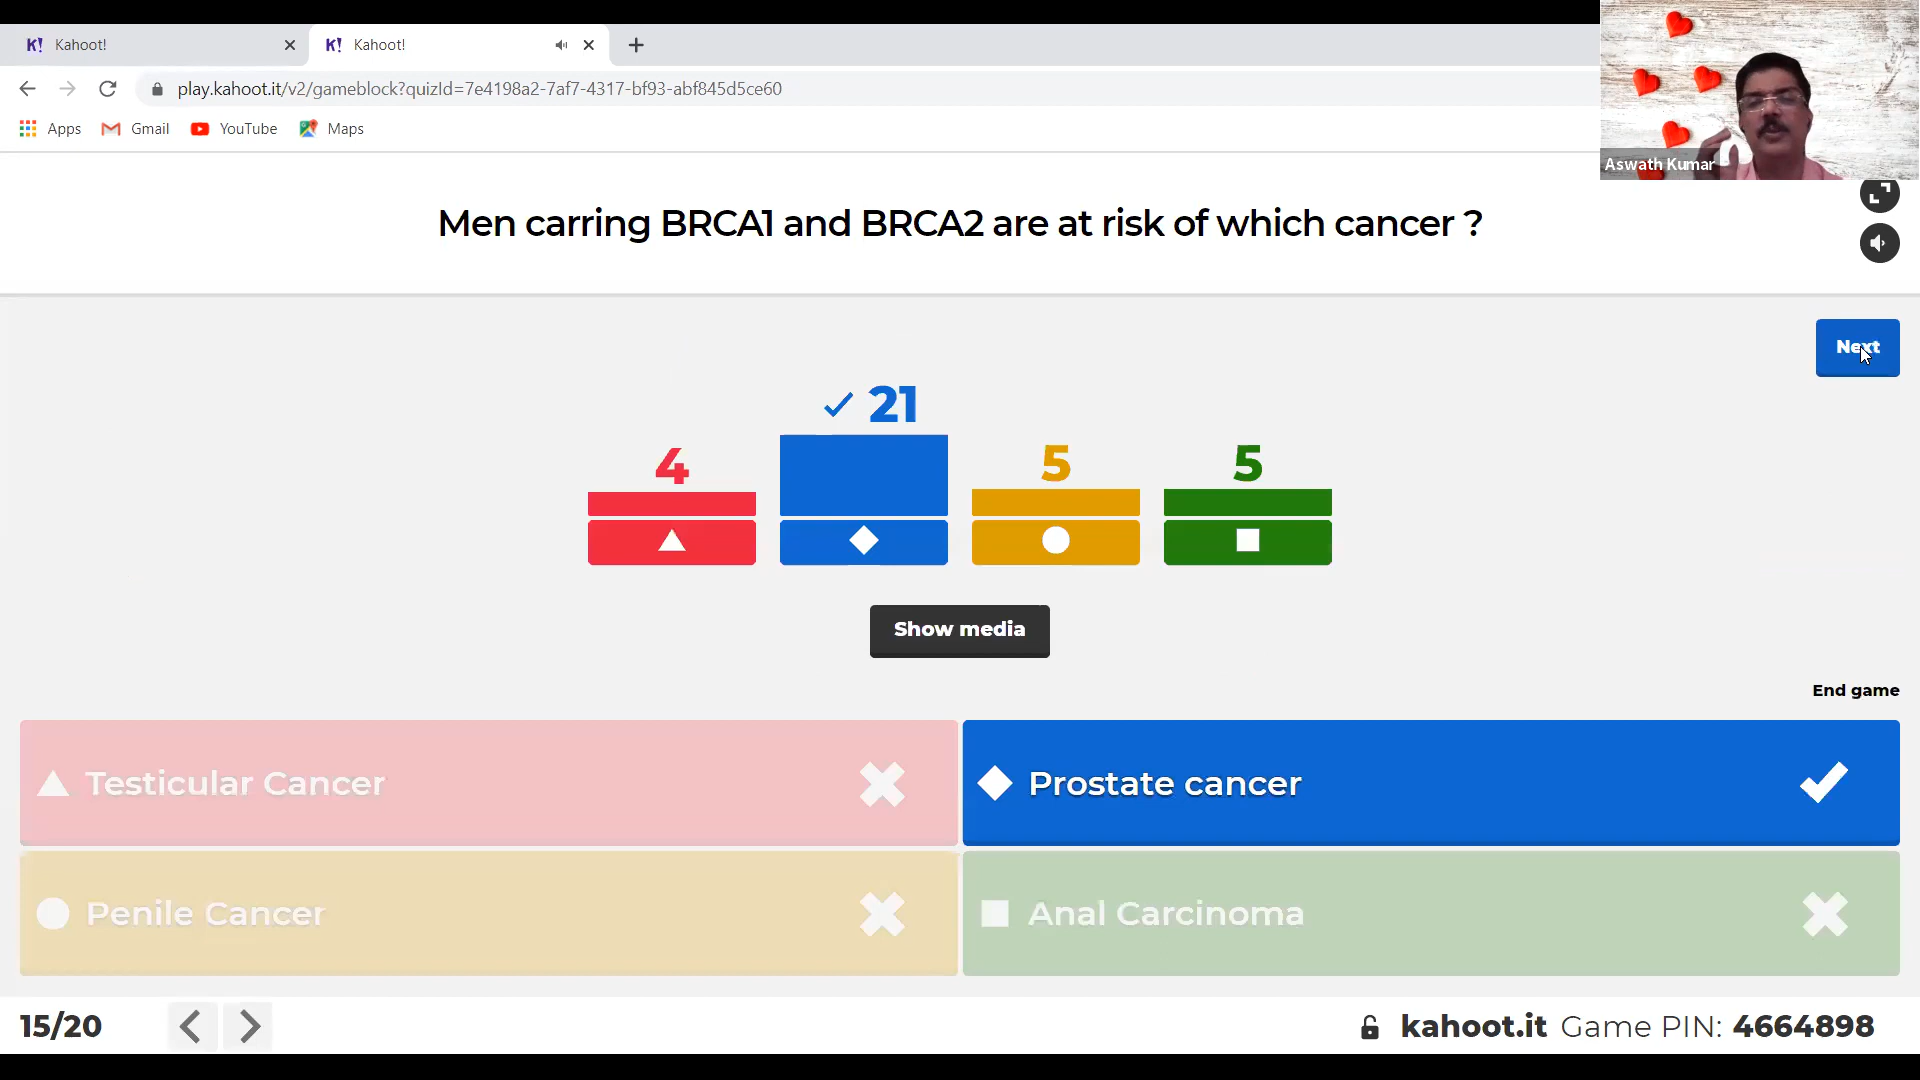 K! Kahoot!
K! Kahoot!
play.kahoot.it/v2/gameblock?quizId=7e4198a2-7af7-4317-bf93-abf845d5ce60
Apps Gmail YouTube Maps
Aswath Kumar
Men carring BRCA1 and BRCA2 are at risk of which cancer ?
Next
4
21
5
5
Show media
End game
Testicular Cancer
Prostate cancer
Penile Cancer
Anal Carcinoma
15/20
kahoot.it Game PIN: 4664898